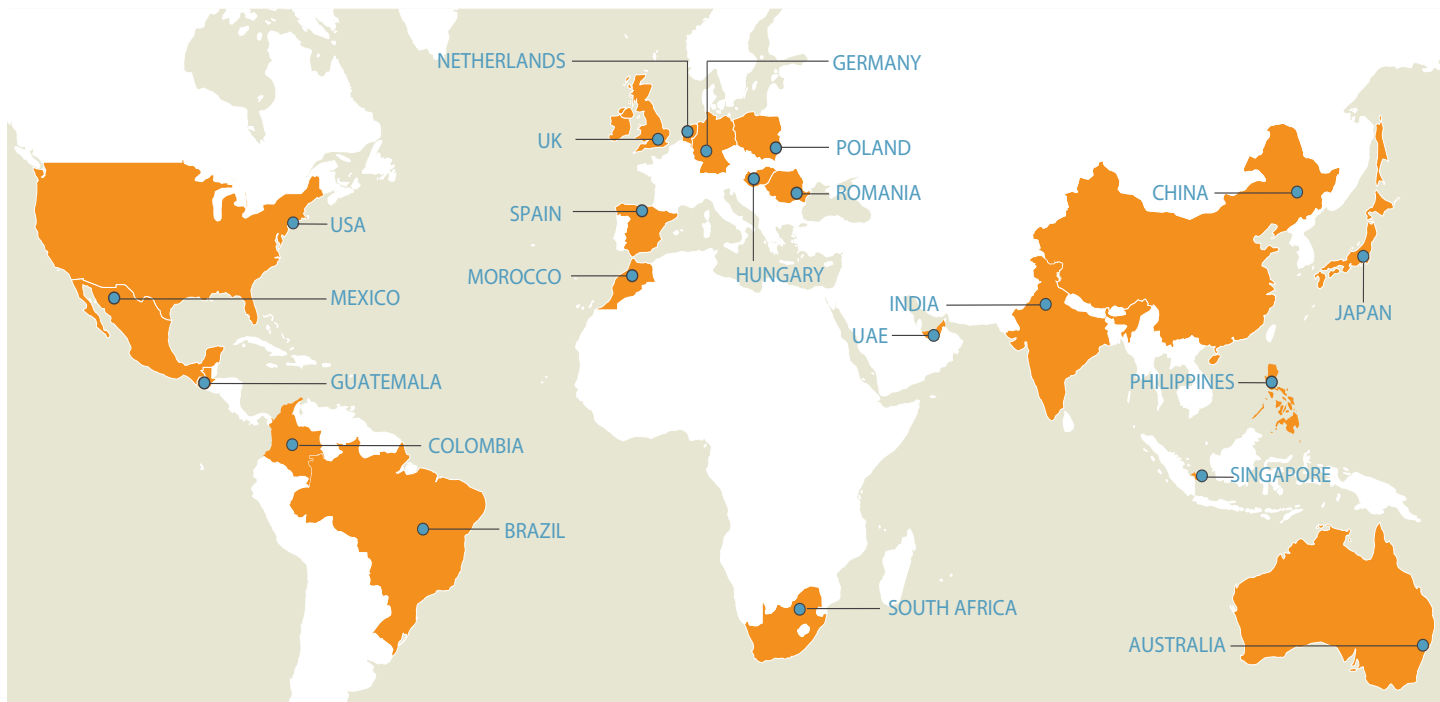 NETHERLANDS
GERMANY
UK
POLAND
ROMANIA
CHINA
SPAIN
USA
MOROCCO
HUNGARY
MEXICO
INDIA
JAPAN
UAE
GUATEMALA
PHILIPPINES
COLOMBIA
SINGAPORE
BRAZIL
SOUTH AFRICA
AUSTRALIA